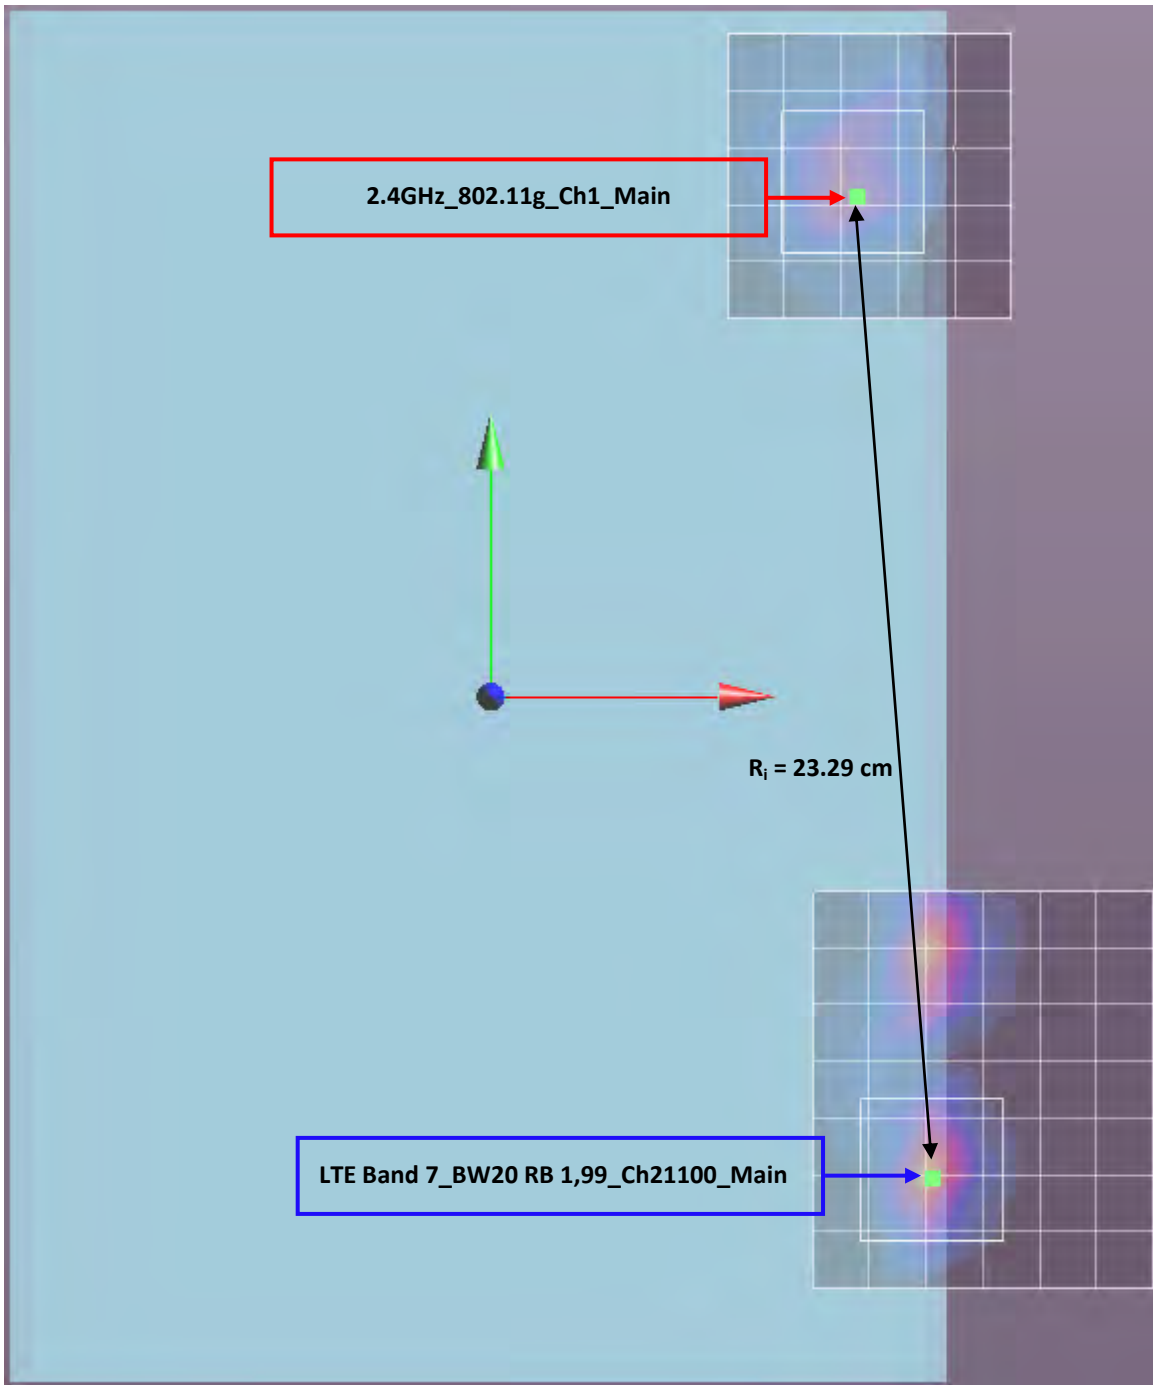 2.4GHz_802.11g_Ch1_Main
Rᵢ = 23.29 cm
LTE Band 7_BW20 RB 1,99_Ch21100_Main